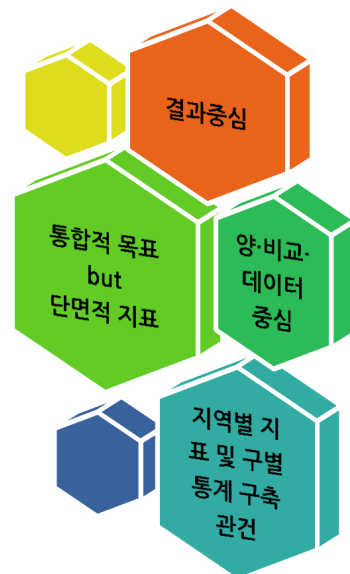 결과중심
통합적 목표
but
단면적 지표
양·비교·
데이터
중심
지역별 지
표 및 구별
통계 구축
관건